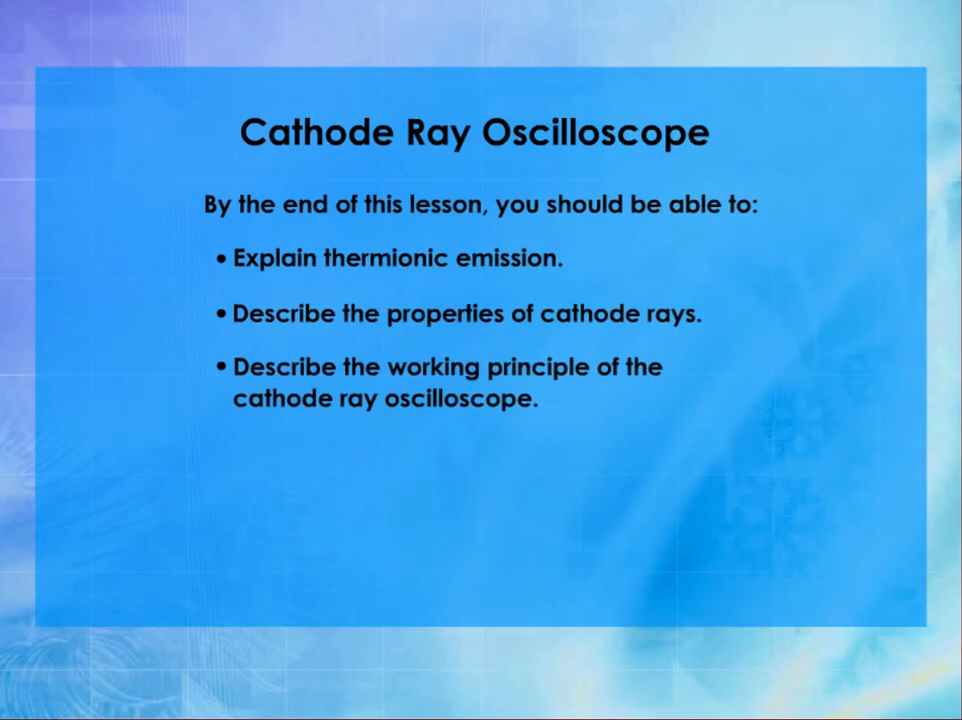 Cathode Ray Oscilloscope
By the end of this lesson, you should be able to:
• Explain thermionic emission.
• Describe the properties of cathode rays.
• Describe the working principle of the
cathode ray oscilloscope.